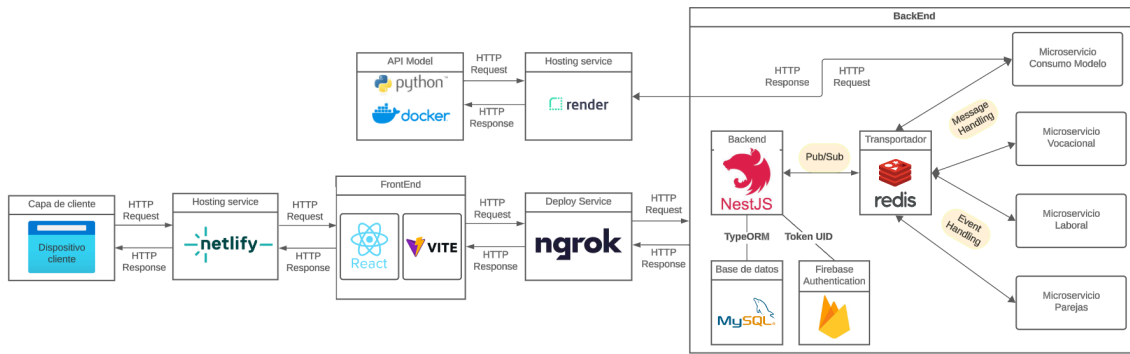 BackEnd
API Model
python™
docker
HTTP
Request
HTTP
Response
Hosting service
render
HTTP
Response
HTTP
Request
Microservicio
Consumo Modelo
Message
Handling
Backend
NestJS
Pub/Sub
Transportador
redis
Microservicio
Vocacional
Capa de cliente
Dispositivo
cliente
HTTP
Request
HTTP
Response
Hosting service
netlify
HTTP
Request
HTTP
Response
FrontEnd
React
VITE
HTTP
Request
HTTP
Response
Deploy Service
ngrok
HTTP
Request
HTTP
Response
TypeORM
Token UID
Event
Handling
Microservicio
Laboral
Base de datos
MySQL
Firebase
Authentication
Microservicio
Parejas